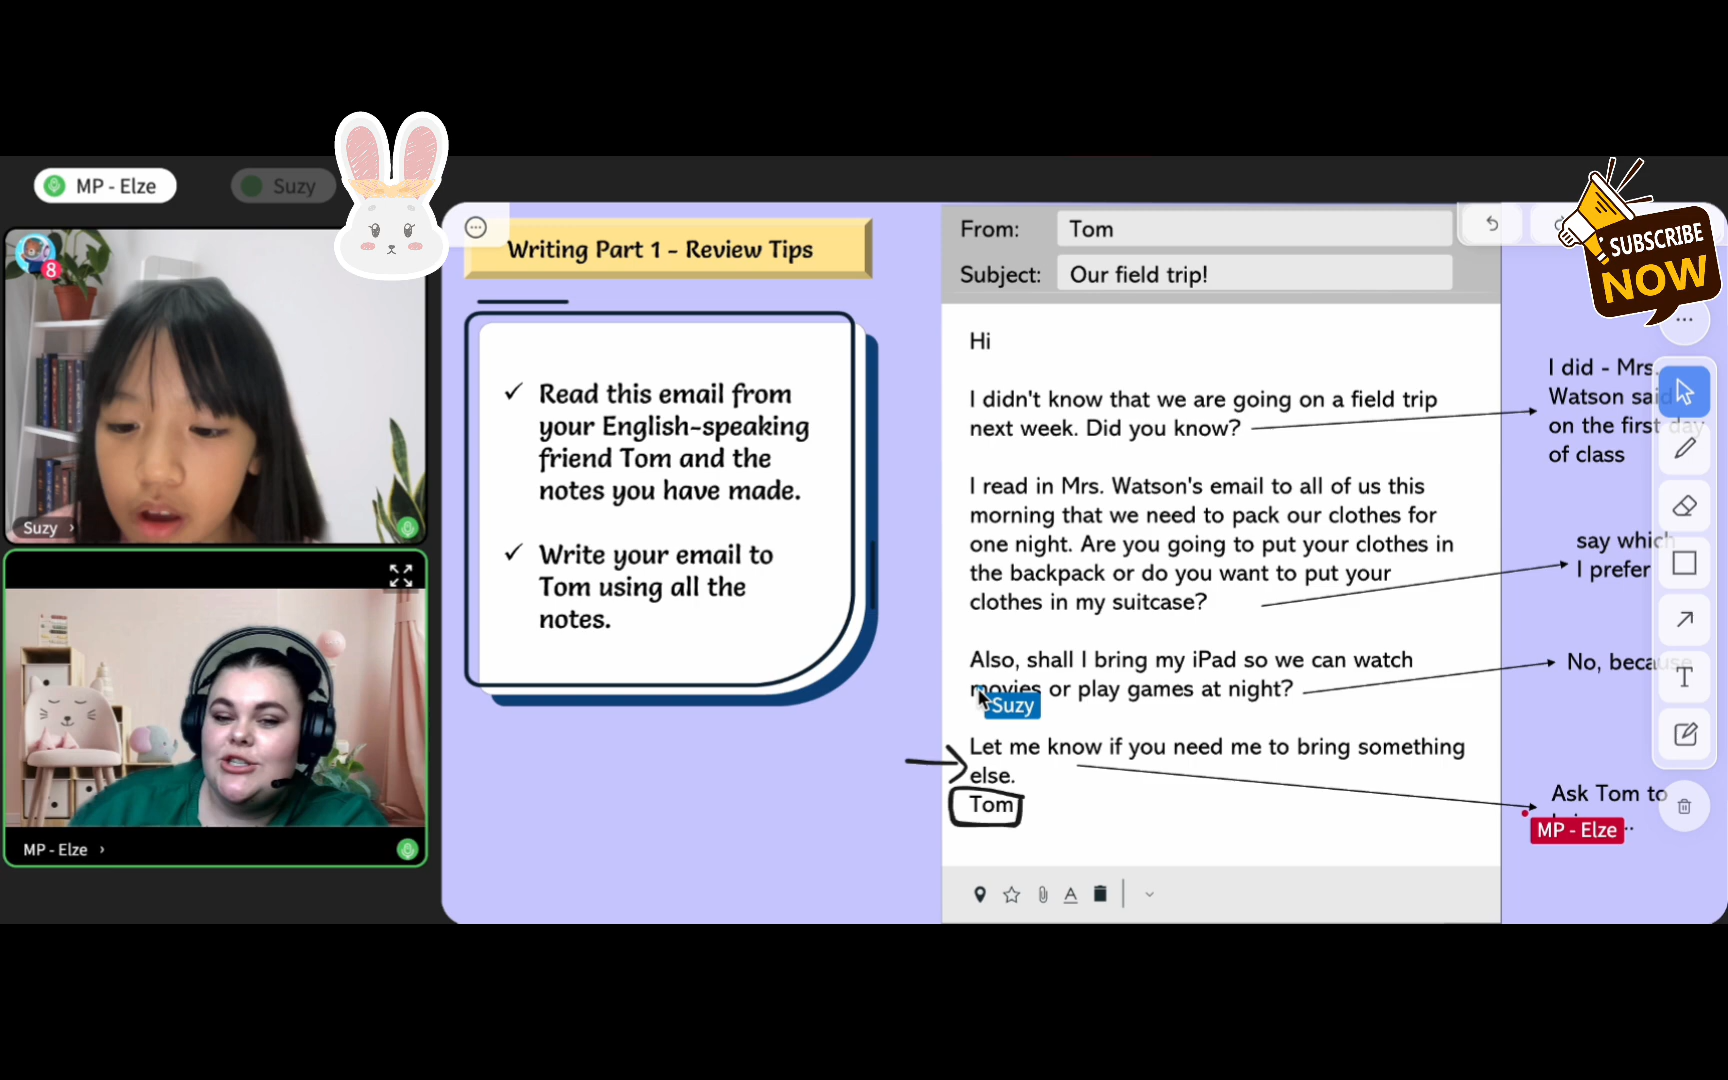 MP - Elze
Suzy
8
Suzy
MP - Elze
Writing Part 1 - Review Tips
✓ Read this email from
your English-speaking
friend Tom and the
notes you have made.
✓ Write your email to
Tom using all the
notes.
From: Tom
Subject: Our field trip!
Hi
I didn't know that we are going on a field trip
next week. Did you know?
I read in Mrs. Watson's email to all of us this
morning that we need to pack our clothes for
one night. Are you going to put your clothes in
the backpack or do you want to put your
clothes in my suitcase?
Also, shall I bring my iPad so we can watch
movies or play games at night?
Suzy
Let me know if you need me to bring something
else.
Tom
SUBSCRIBE
NOW
I did - Mrs.
Watson said
on the first day
of class
say which
I prefer
No, because
Ask Tom to
MP - Elze